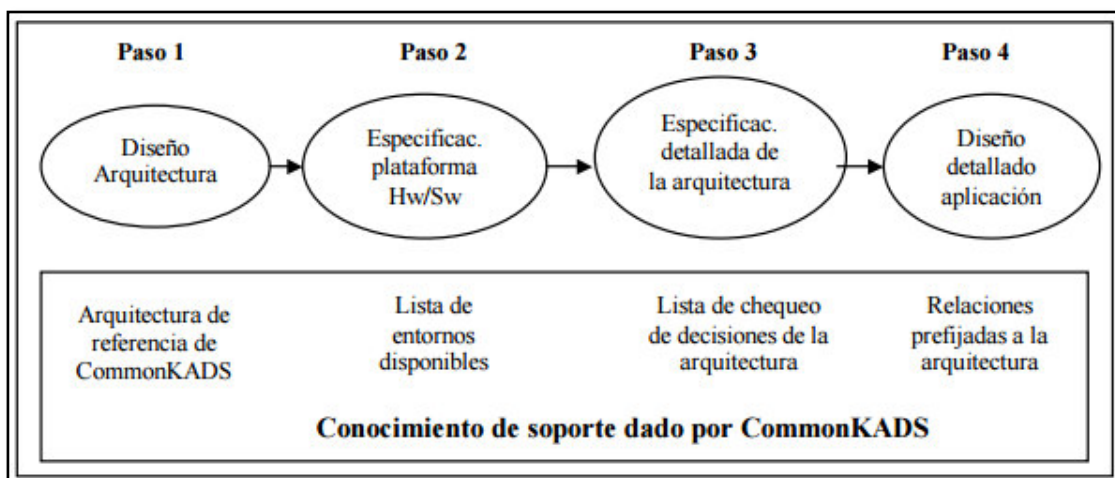 Paso 1
Paso 2
Paso 3
Paso 4
Diseño
Arquitectura
Especificac.
plataforma
Hw/Sw
Especificac.
detallada de
la arquitectura
Diseño
detallado
aplicación
Arquitectura de
referencia de
CommonKADS
Lista de
entornos
disponibles
Lista de chequeo
de decisiones de la
arquitectura
Relaciones
prefijadas a la
arquitectura
Conocimiento de soporte dado por CommonKADS